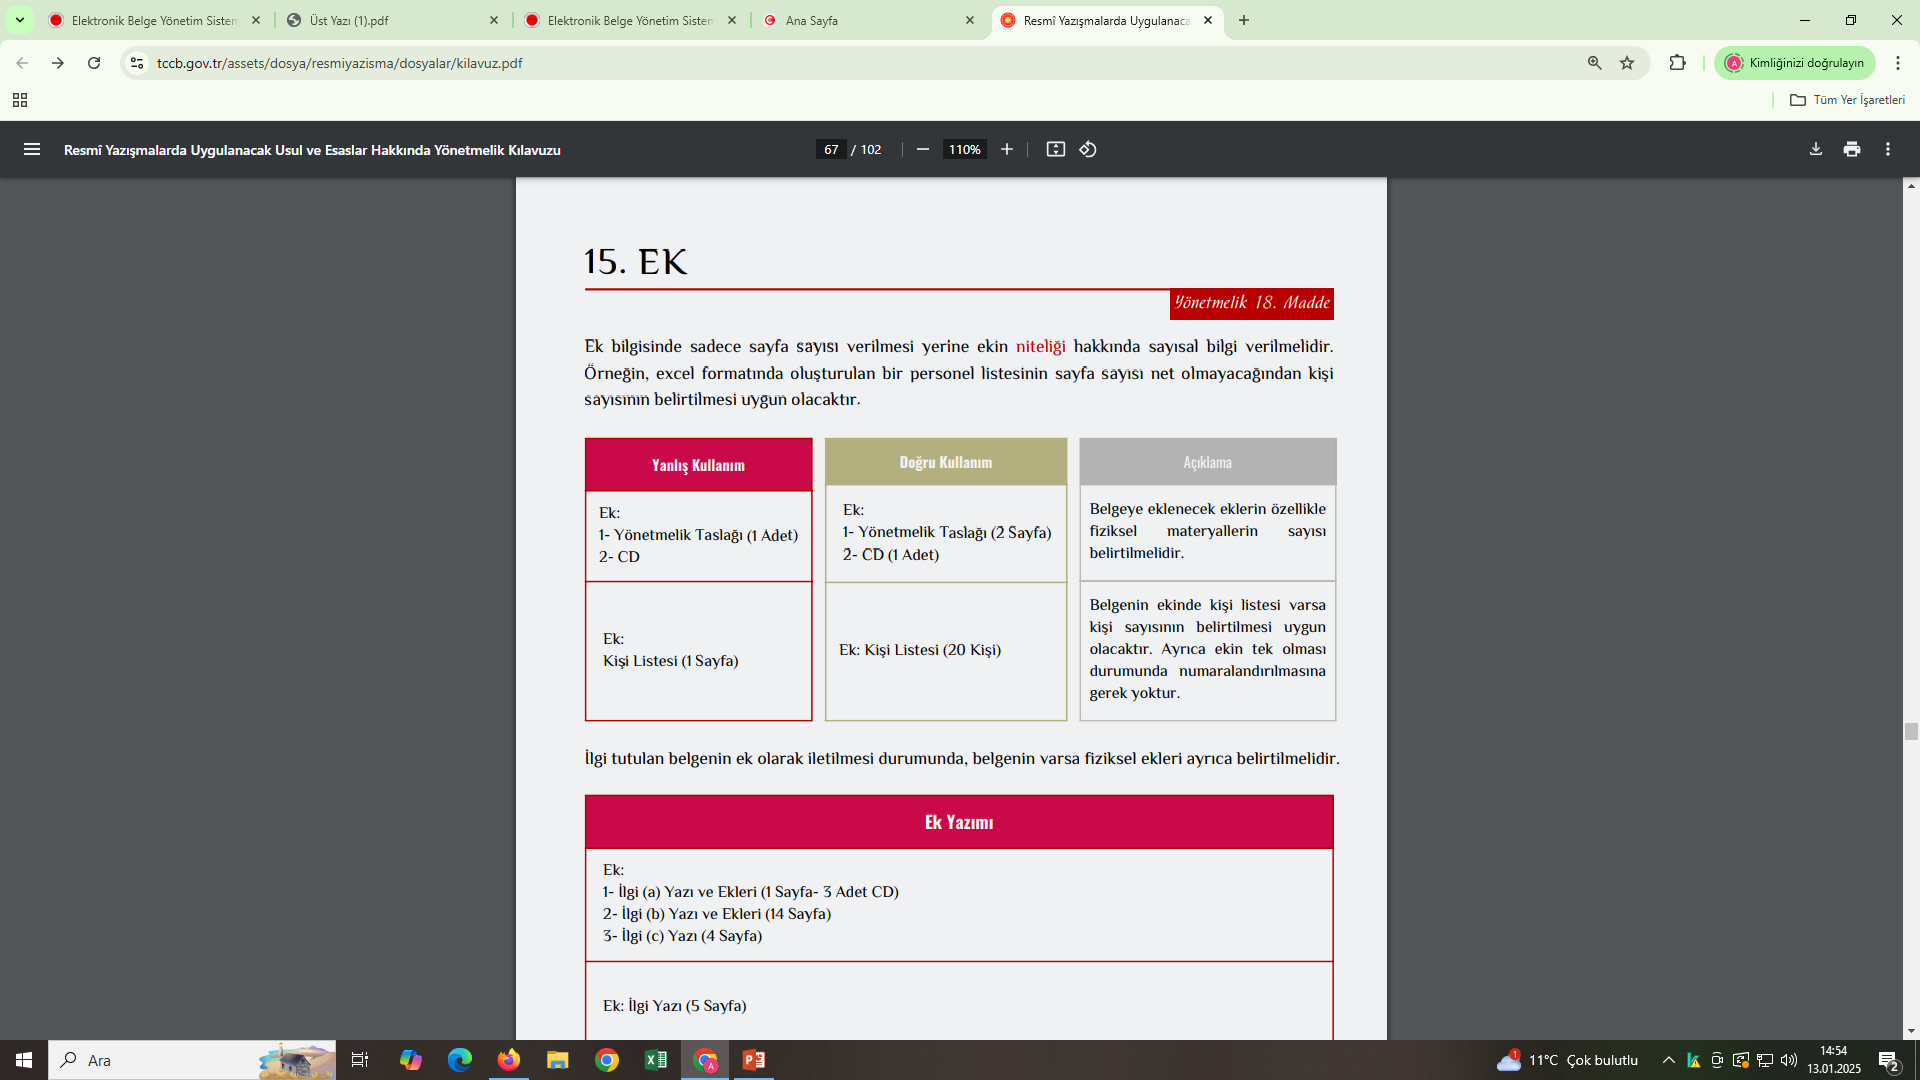 Elektronik Belge Yönetim Sistem
Üst Yazı (1).pdf
Elektronik Belge Yönetim Sistem
Ana Sayfa
Resmî Yazışmalarda Uygulanaca
tccb.gov.tr/assets/dosya/resmiyazisma/dosyalar/kilavuz.pdf
A
Kimliğinizi doğrulayın
Tüm Yer İşaretleri
Resmî Yazışmalarda Uygulanacak Usul ve Esaslar Hakkında Yönetmelik Kılavuzu
67 / 102
110%
15. EK
Yönetmelik 18. Madde
Ek bilgisinde sadece sayfa sayısı verilmesi yerine ekin niteliği hakkında sayısal bilgi verilmelidir.
Örneğin, excel formatında oluşturulan bir personel listesinin sayfa sayısı net olmayacağından kişi
sayısının belirtilmesi uygun olacaktır.
Yanlış Kullanım
Ek:
1- Yönetmelik Taslağı (1 Adet)
2- CD
Ek:
Kişi Listesi (1 Sayfa)
Doğru Kullanım
Ek:
1- Yönetmelik Taslağı (2 Sayfa)
2- CD (1 Adet)
Ek: Kişi Listesi (20 Kişi)
Açıklama
Belgeye eklenecek eklerin özellikle
fiziksel materyallerin sayısı
belirtilmelidir.
Belgenin ekinde kişi listesi varsa
kişi sayısının belirtilmesi uygun
olacaktır. Ayrıca ekin tek olması
durumunda numaralandırılmasına
gerek yoktur.
İlgi tutulan belgenin ek olarak iletilmesi durumunda, belgenin varsa fiziksel ekleri ayrıca belirtilmelidir.
Ek Yazımı
Ek:
1- İlgi (a) Yazı ve Ekleri (1 Sayfa- 3 Adet CD)
2- İlgi (b) Yazı ve Ekleri (14 Sayfa)
3- İlgi (c) Yazı (4 Sayfa)
Ek: İlgi Yazı (5 Sayfa)
Ara
A
1
11°C Çok bulutlu
14:54
13.01.2025
2